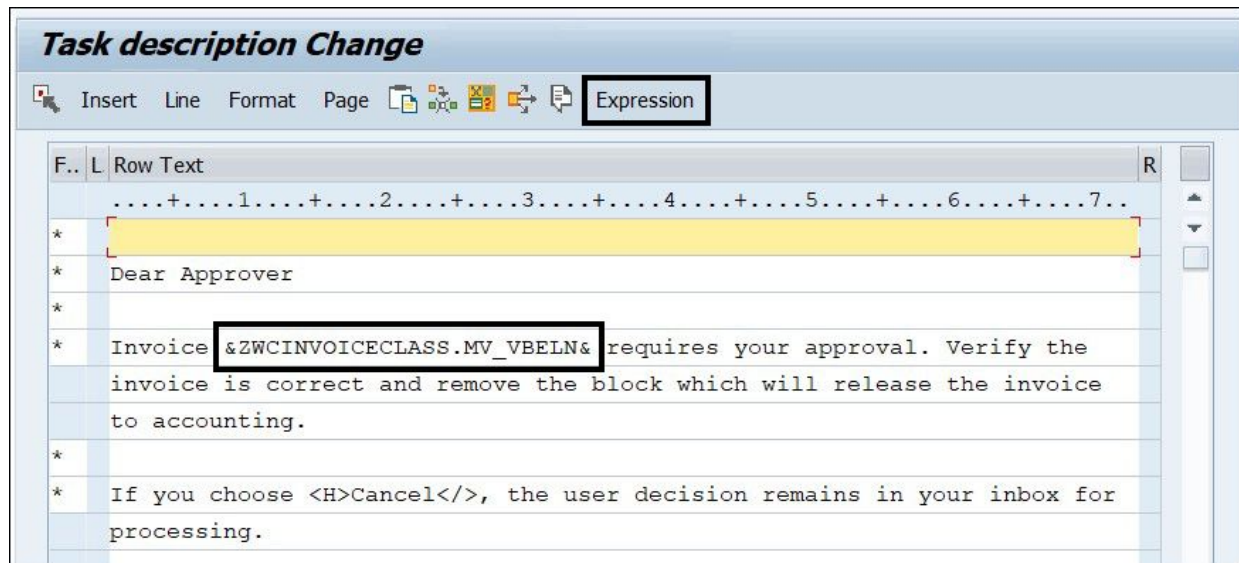 Task description Change
Insert Line Format Page Expression
F.. L Row Text R
....+....1....+....2....+....3....+....4....+....5....+....6....+....7..
*
* Dear Approver
*
* Invoice &ZWCINVOICECLASS.MV_VBELN& requires your approval. Verify the
invoice is correct and remove the block which will release the invoice
to accounting.
*
* If you choose <H>Cancel</>, the user decision remains in your inbox for
processing.